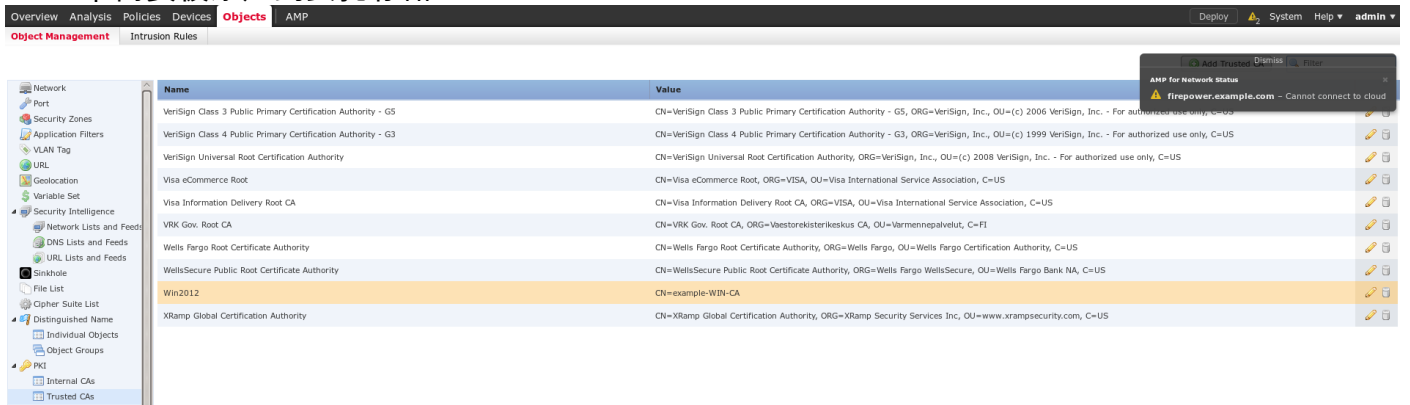 Overview Analysis Policies Devices Objects AMP Deploy 2 System Help admin
Object Management Intrusion Rules
Add Trusted CA Filter
Dismiss
AMP for Network Status
firepower.example.com – Cannot connect to cloud
Network
Port
Security Zones
Application Filters
VLAN Tag
URL
Geolocation
Variable Set
Security Intelligence
Network Lists and Feeds
DNS Lists and Feeds
URL Lists and Feeds
Sinkhole
File List
Cipher Suite List
Distinguished Name
Individual Objects
Object Groups
PKI
Internal CAs
Trusted CAs
Name Value
VeriSign Class 3 Public Primary Certification Authority - G5 CN=VeriSign Class 3 Public Primary Certification Authority - G5, ORG=VeriSign, Inc., OU=(c) 2006 VeriSign, Inc. - For authorized use only, C=US
VeriSign Class 4 Public Primary Certification Authority - G3 CN=VeriSign Class 4 Public Primary Certification Authority - G3, ORG=VeriSign, Inc., OU=(c) 1999 VeriSign, Inc. - For authorized use only, C=US
VeriSign Universal Root Certification Authority CN=VeriSign Universal Root Certification Authority, ORG=VeriSign, Inc., OU=(c) 2008 VeriSign, Inc. - For authorized use only, C=US
Visa eCommerce Root CN=Visa eCommerce Root, ORG=VISA, OU=Visa International Service Association, C=US
Visa Information Delivery Root CA CN=Visa Information Delivery Root CA, ORG=VISA, OU=Visa International Service Association, C=US
VRK Gov. Root CA CN=VRK Gov. Root CA, ORG=Vaestorekisterikeskus CA, OU=Varmennepalvelut, C=FI
Wells Fargo Root Certificate Authority CN=Wells Fargo Root Certificate Authority, ORG=Wells Fargo, OU=Wells Fargo Certification Authority, C=US
WellsSecure Public Root Certificate Authority CN=WellsSecure Public Root Certificate Authority, ORG=Wells Fargo WellsSecure, OU=Wells Fargo Bank NA, C=US
Win2012 CN=example-WIN-CA
XRamp Global Certification Authority CN=XRamp Global Certification Authority, ORG=XRamp Security Services Inc, OU=www.xrampsecurity.com, C=US